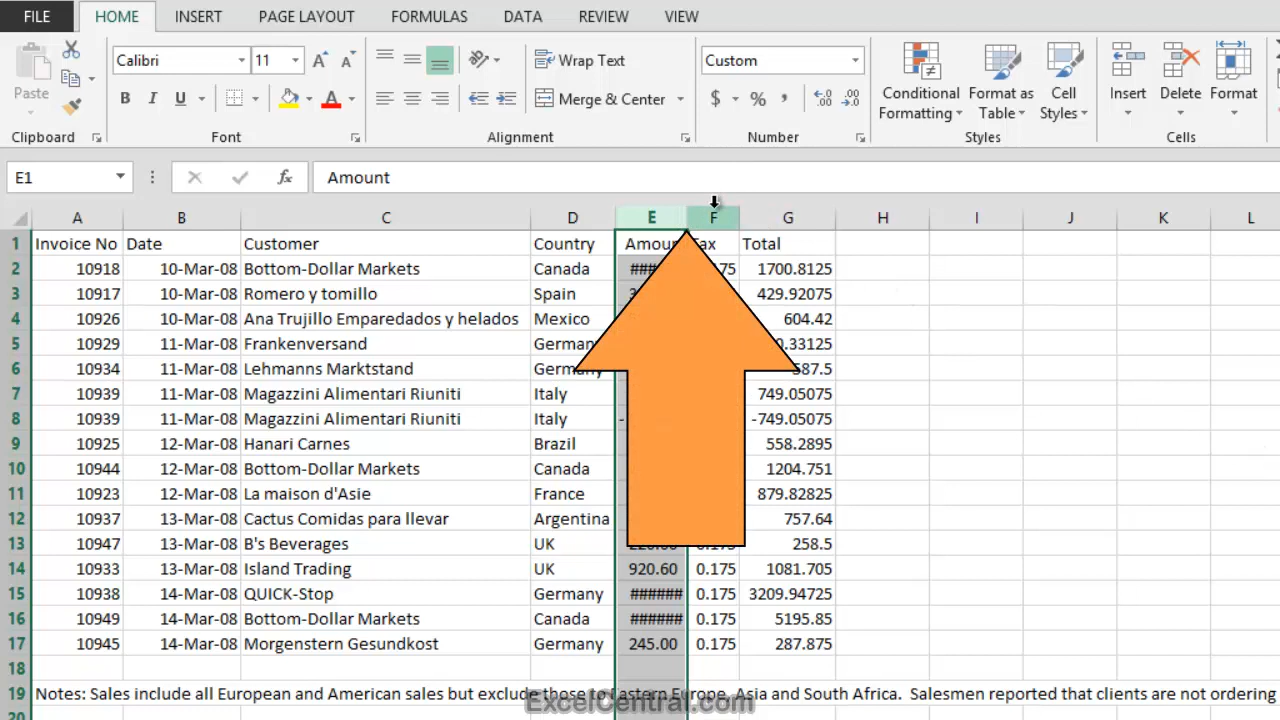 FILE HOME INSERT PAGE LAYOUT FORMULAS DATA REVIEW VIEW
Paste
Calibri 11
Wrap Text
Custom
B I U
Merge & Center
$ %
Conditional Formatting
Format as Table
Cell Styles
Insert
Delete
Format
Clipboard Font Alignment Number Styles Cells
E1 fx Amount
A B C D E F G H I J K L
1 Invoice No Date Customer Country Tax Total
2 10918 10-Mar-08 Bottom-Dollar Markets Canada 1700.8125
3 10917 10-Mar-08 Romero y tomillo Spain 429.92075
4 10926 10-Mar-08 Ana Trujillo Emparedados y helados Mexico 604.42
5 10929 11-Mar-08 Frankenversand
6 10934 11-Mar-08 Lehmanns Marktstand Germany
7 10939 11-Mar-08 Magazzini Alimentari Riuniti Italy 749.05075
8 10939 11-Mar-08 Magazzini Alimentari Riuniti Italy -749.05075
9 10925 12-Mar-08 Hanari Carnes Brazil 558.2895
10 10944 12-Mar-08 Bottom-Dollar Markets Canada 1204.751
11 10923 12-Mar-08 La maison d'Asie France 879.82825
12 10937 13-Mar-08 Cactus Comidas para llevar Argentina 757.64
13 10947 13-Mar-08 B's Beverages UK 258.5
14 10933 13-Mar-08 Island Trading UK 920.60 0.175 1081.705
15 10938 14-Mar-08 QUICK-Stop Germany ###### 0.175 3209.94725
16 10949 14-Mar-08 Bottom-Dollar Markets Canada ###### 0.175 5195.85
17 10945 14-Mar-08 Morgenstern Gesundkost Germany 245.00 0.175 287.875
18
19 Notes: Sales include all European and American sales but exclude those to Eastern Europe, Asia and South Africa. Salesmen reported that clients are not ordering
20
ExcelCentral.com